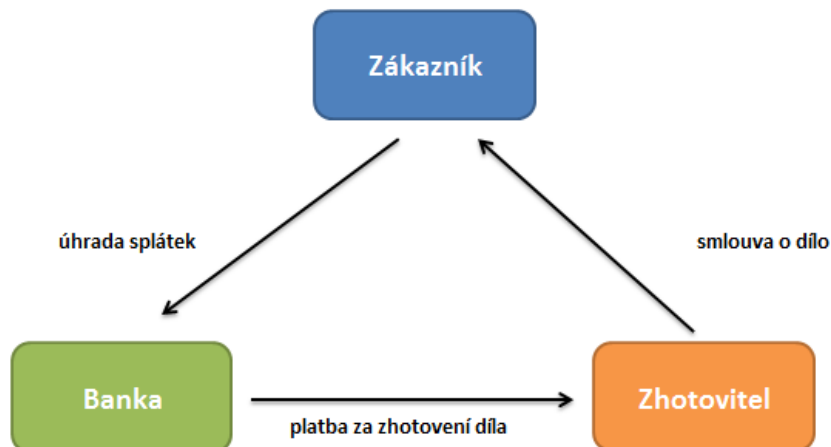 Zákazník
úhrada splátek
smlouva o dílo
Banka
Zhotovitel
platba za zhotovení díla